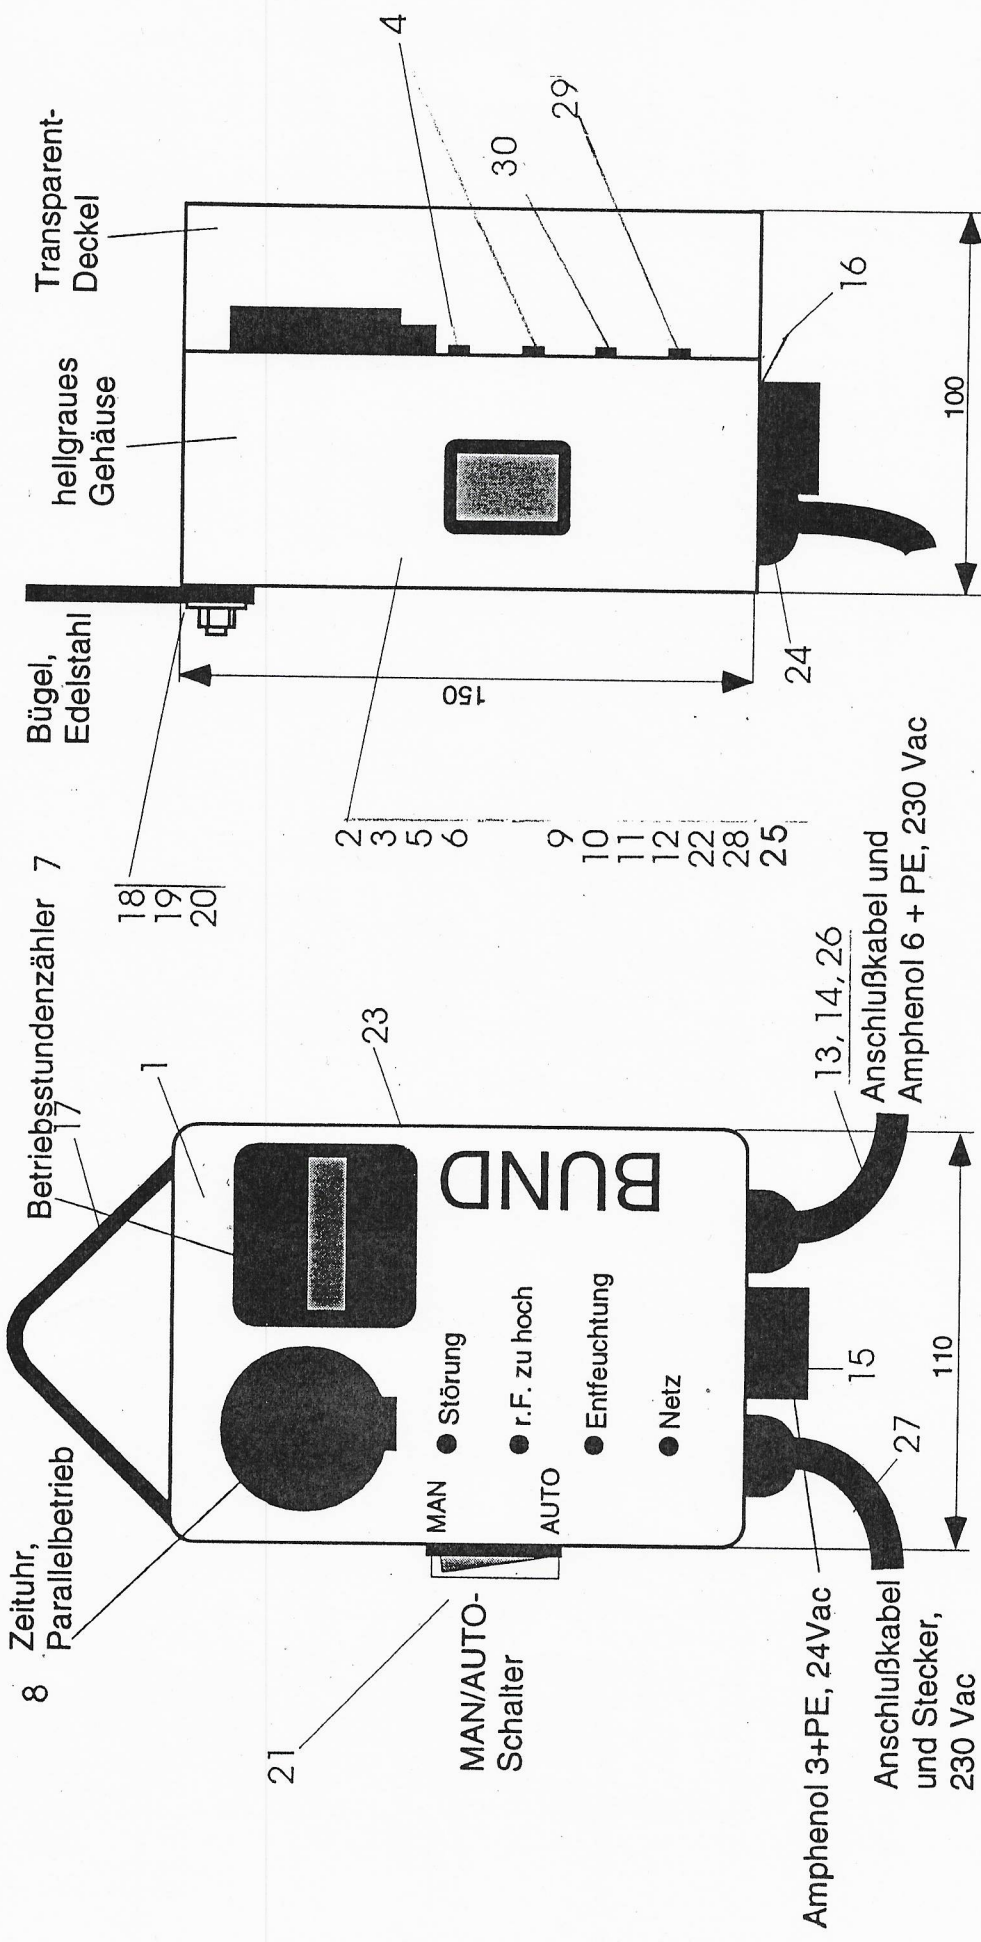 8 Zeituhr,
Parallelbetrieb
Betriebsstundenzähler 7
17
1
23
21
MAN/AUTO-
Schalter
MAN
AUTO
Störung
r.F. zu hoch
Entfeuchtung
Netz
BUND
Amphenol 3+PE, 24Vac
Anschlußkabel
und Stecker,
230 Vac
27
15
110
13, 14, 26
Anschlußkabel und
Amphenol 6 + PE, 230 Vac
Bügel,
Edelstahl
hellgraues
Gehäuse
Transparent-
Deckel
18
19
20
2
3
5
6
9
10
11
12
22
28
25
150
4
30
29
24
16
100